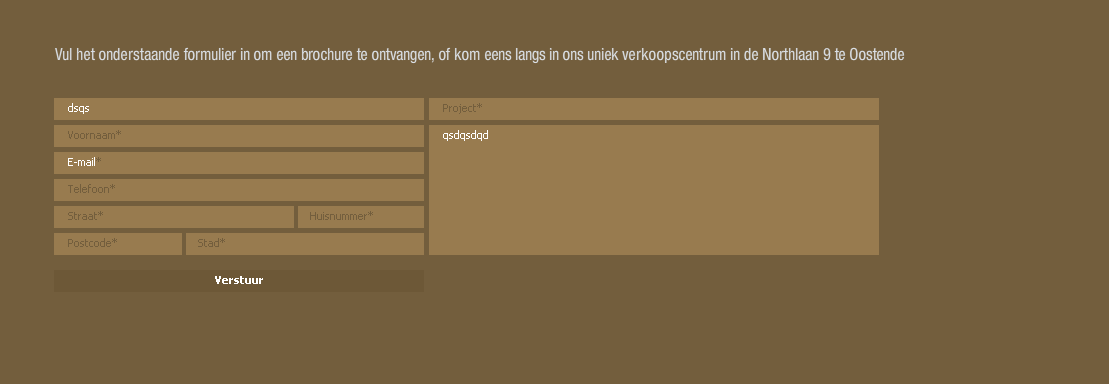 Vul het onderstaande formulier in om een brochure te ontvangen, of kom eens langs in ons uniek verkoopscentrum in de Northlaan 9 te Oostende
dsqs
Project*
Voornaam*
qsdqsdqd
E-mail*
Telefoon*
Straat* Huisnummer*
Postcode* Stad*
Verstuur